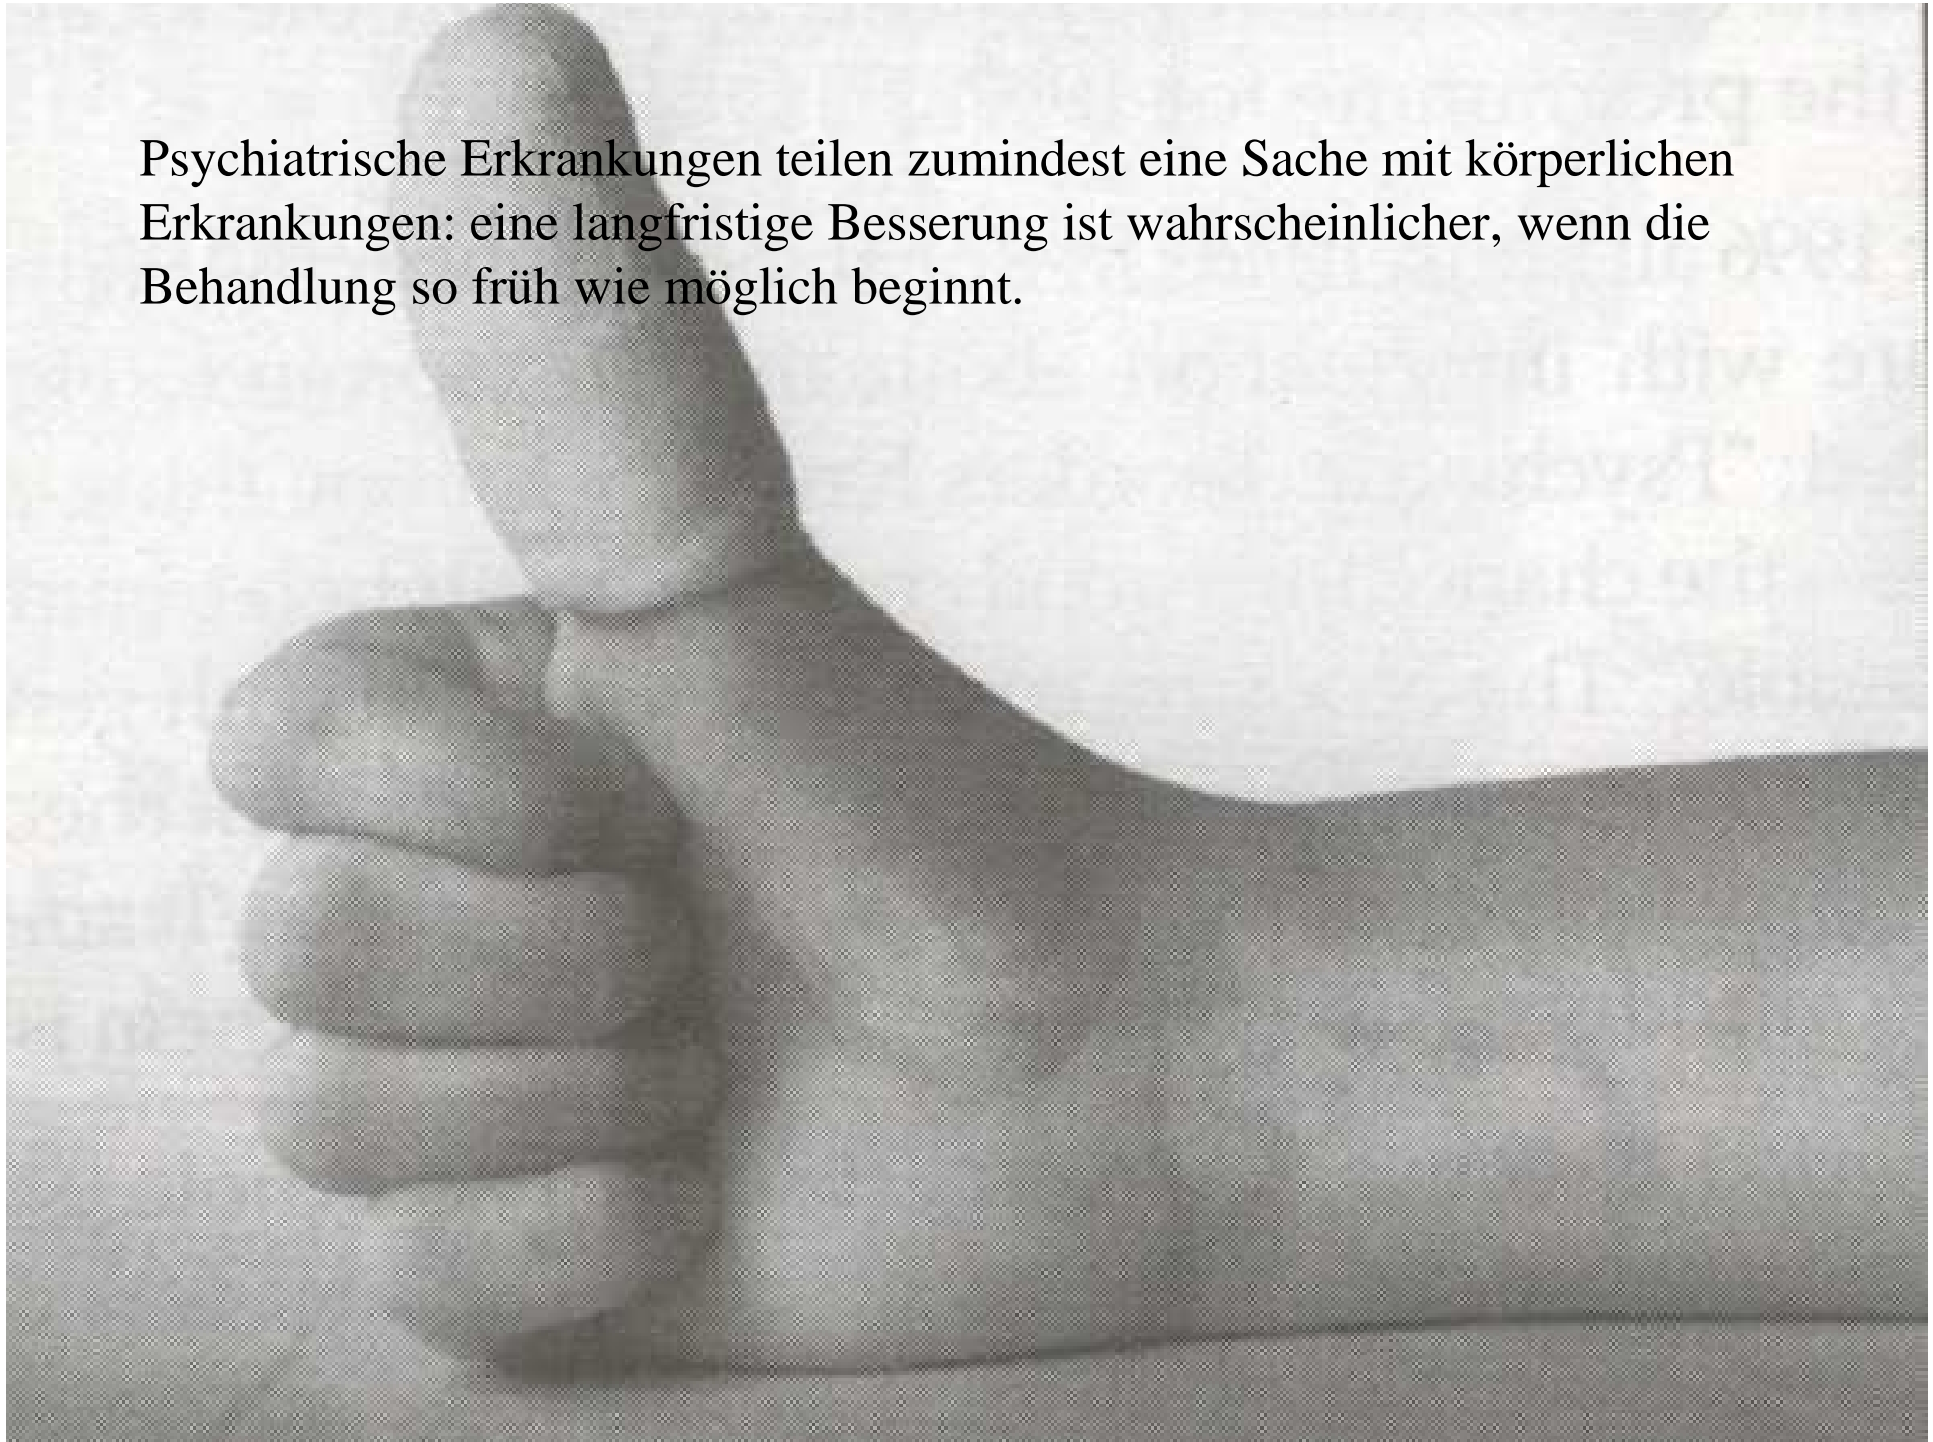 Psychiatrische Erkrankungen teilen zumindest eine Sache mit körperlichen
Erkrankungen: eine langfristige Besserung ist wahrscheinlicher, wenn die
Behandlung so früh wie möglich beginnt.